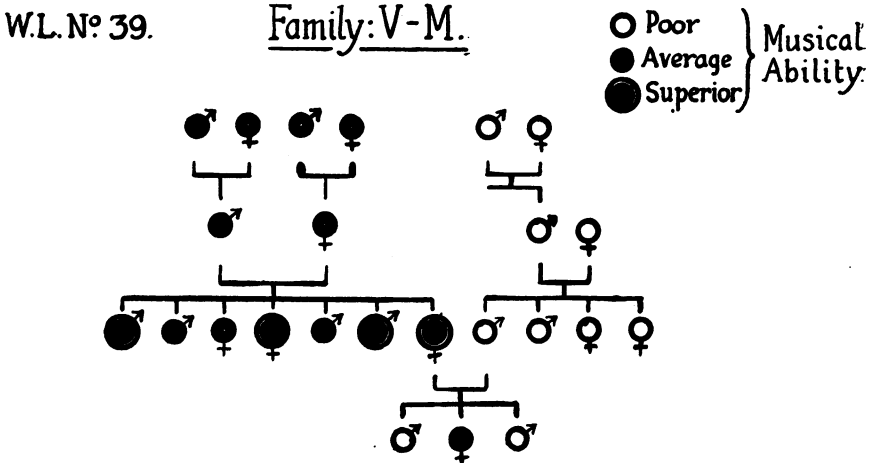 W.L. Nº 39.
Family: V-M.
Poor
Average
Superior
Musical
Ability.